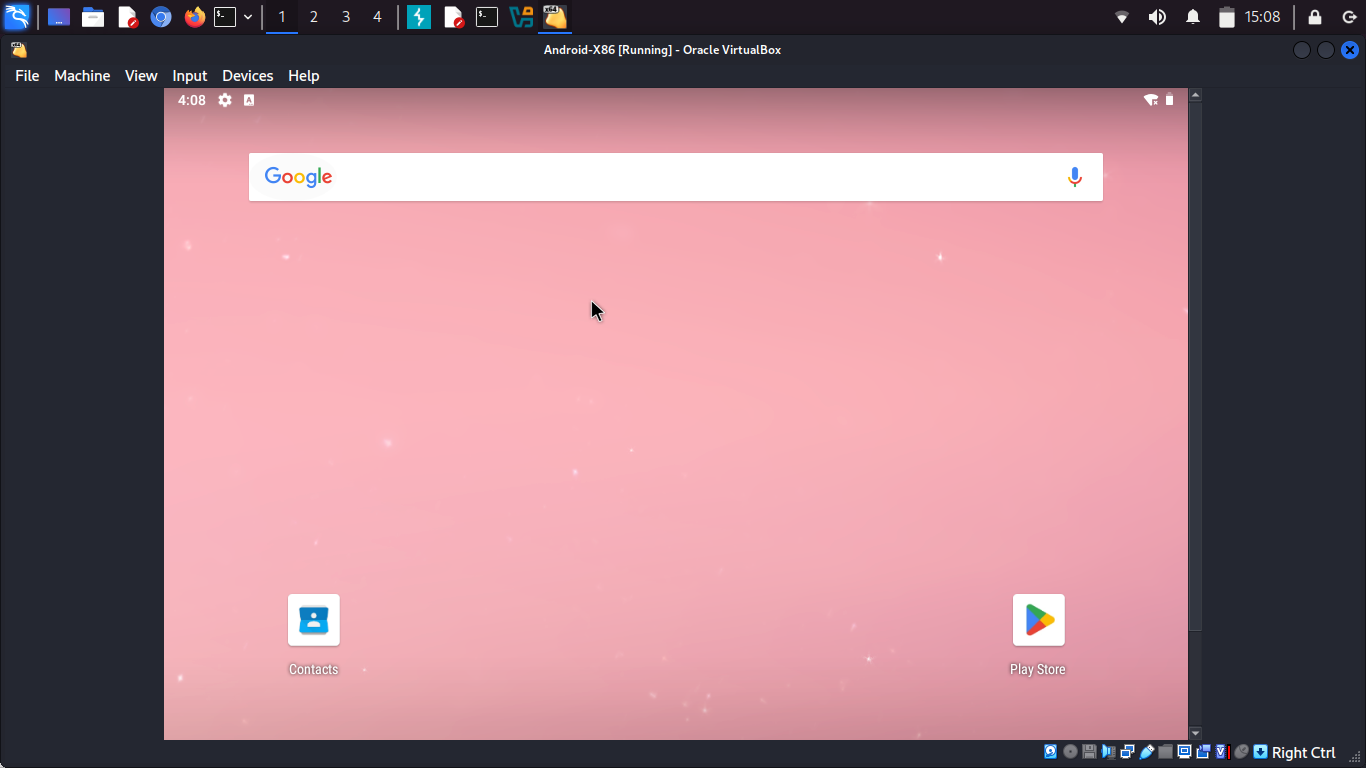 1 2 3 4 15:08
Android-X86 [Running] - Oracle VirtualBox
File Machine View Input Devices Help
4:08
Google
Contacts Play Store
Right Ctrl